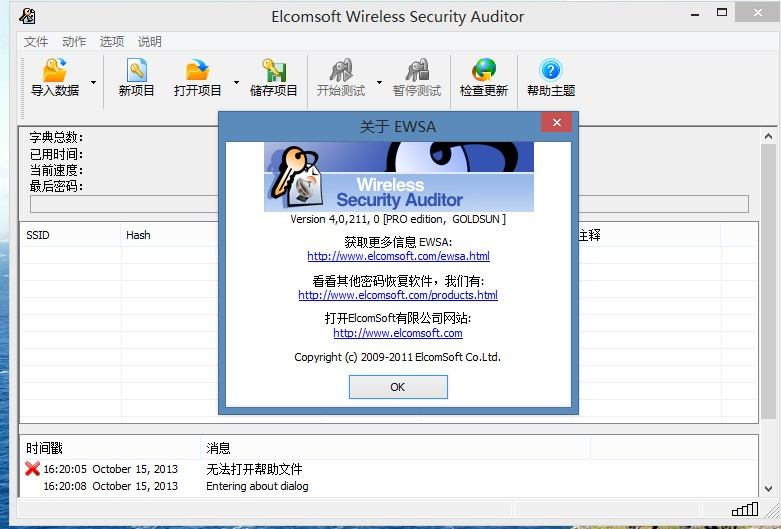 Elcomsoft Wireless Security Auditor
文件 动作 选项 说明
导入数据 新项目 打开项目 储存项目 开始测试 暂停测试 检查更新 帮助主题
关于 EWSA
字典总数:
已用时间:
当前速度:
最后密码:
Wireless
Security Auditor
Version 4,0,211, 0 [PRO edition, GOLDSUN ]
获取更多信息 EWSA:
http://www.elcomsoft.com/ewsa.html
看看其他密码恢复软件，我们有:
http://www.elcomsoft.com/products.html
打开ElcomSoft有限公司网站:
http://www.elcomsoft.com
Copyright (c) 2009-2011 ElcomSoft Co.Ltd.
OK
SSID Hash 注释
时间戳 消息
16:20:05 October 15, 2013 无法打开帮助文件
16:20:08 October 15, 2013 Entering about dialog